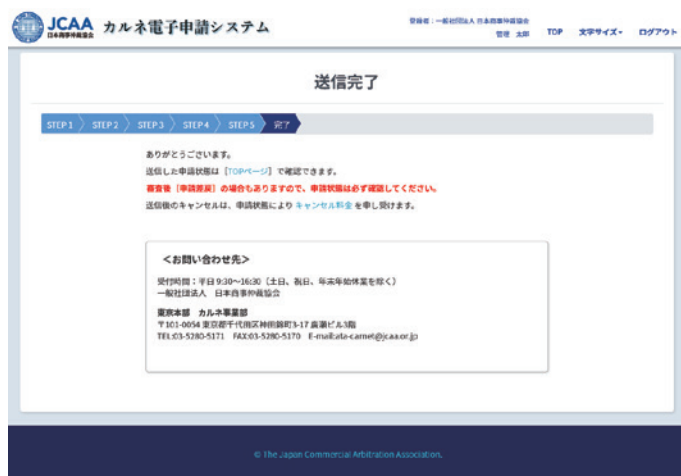 JCAA
日本商事仲裁協会
カルネ電子申請システム
登録者：一般社団法人 日本商事仲裁協会
管理 太郎
TOP
文字サイズ
ログアウト
送信完了
STEP 1
STEP 2
STEP 3
STEP 4
STEP 5
完了
ありがとうございます。
送信した申請状態は［TOPページ］で確認できます。
審査後［申請差戻］の場合もありますので、申請状態は必ず確認してください。
送信後のキャンセルは、申請状態により キャンセル料金 を申し受けます。
＜お問い合わせ先＞
受付時間：平日 9:30～16:30（土日、祝日、年末年始休業を除く）
一般社団法人 日本商事仲裁協会
東京本部 カルネ事業部
〒101-0054 東京都千代田区神田錦町3-17 廣瀬ビル3階
TEL:03-5280-5171 FAX:03-5280-5170 E-mail:ata-carnet@jcaa.or.jp
© The Japan Commercial Arbitration Association.